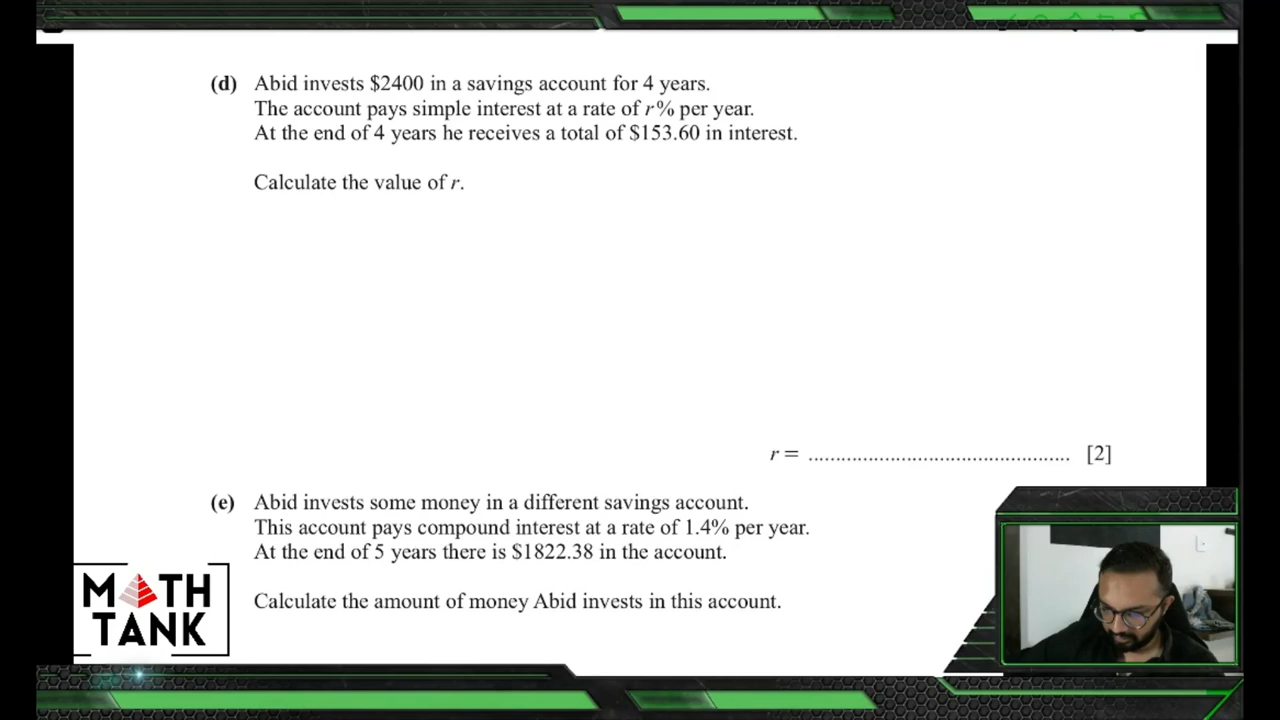 (d) Abid invests $2400 in a savings account for 4 years.
The account pays simple interest at a rate of r% per year.
At the end of 4 years he receives a total of $153.60 in interest.
Calculate the value of r.
r = ................................................ [2]
(e) Abid invests some money in a different savings account.
This account pays compound interest at a rate of 1.4% per year.
At the end of 5 years there is $1822.38 in the account.
Calculate the amount of money Abid invests in this account.
MATH
TANK